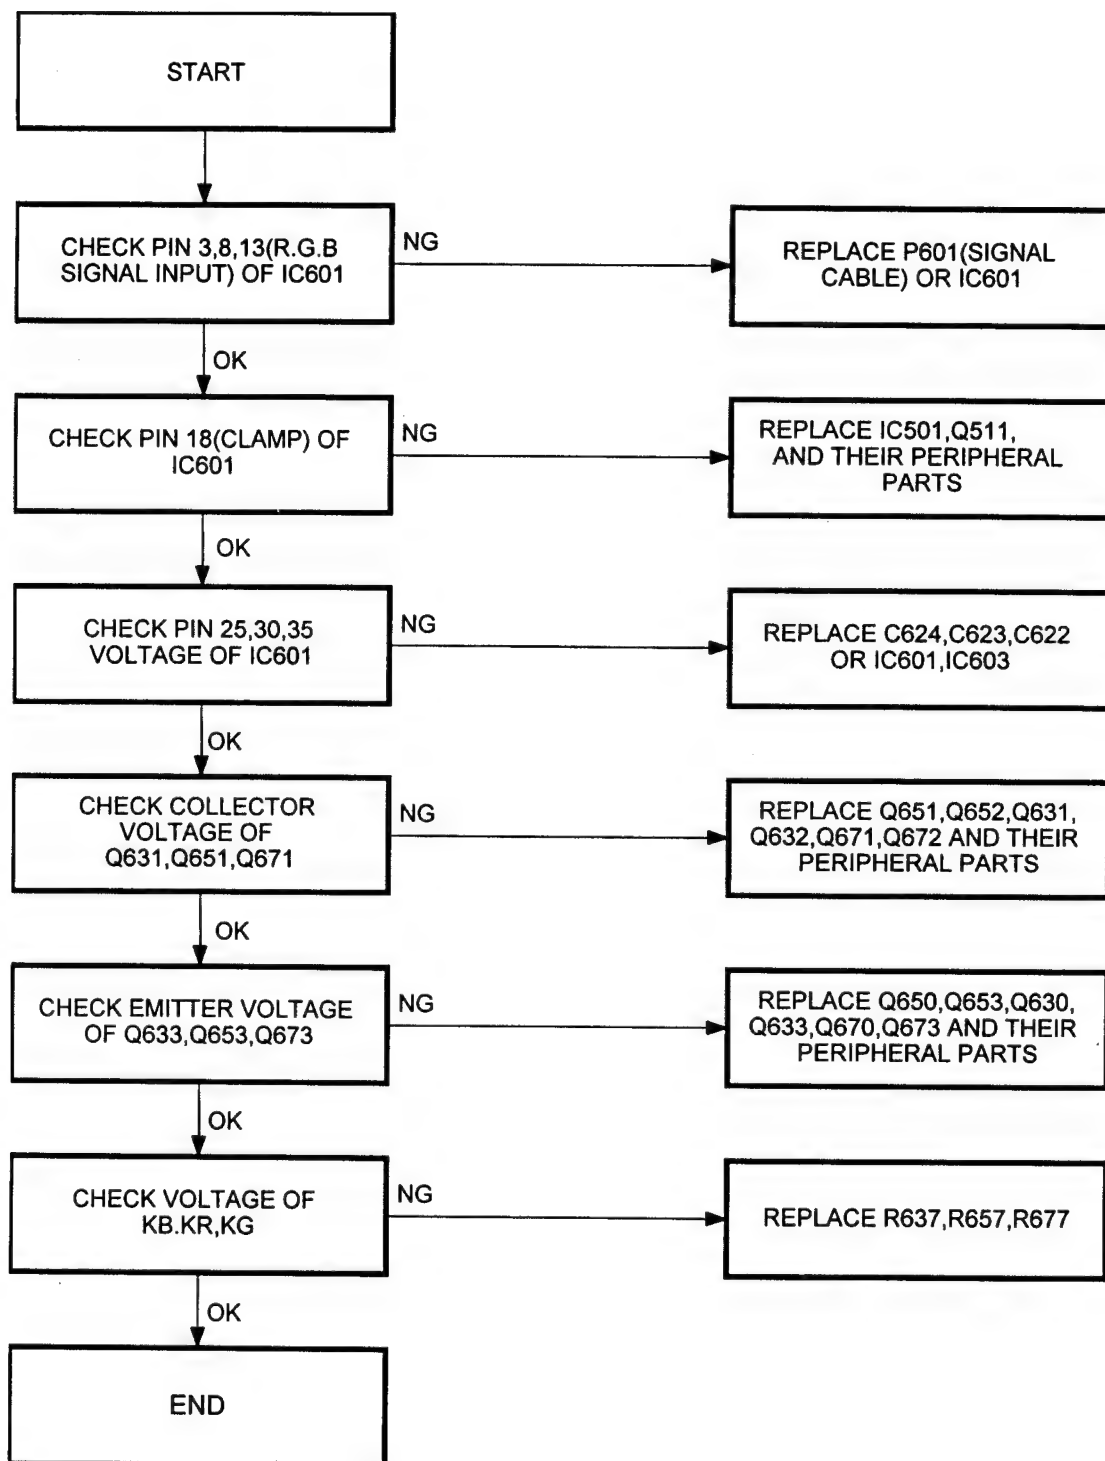 START
CHECK PIN 3,8,13(R.G.B
SIGNAL INPUT) OF IC601
NG
REPLACE P601(SIGNAL
CABLE) OR IC601
OK
CHECK PIN 18(CLAMP) OF
IC601
NG
REPLACE IC501,Q511,
AND THEIR PERIPHERAL
PARTS
OK
CHECK PIN 25,30,35
VOLTAGE OF IC601
NG
REPLACE C624,C623,C622
OR IC601,IC603
OK
CHECK COLLECTOR
VOLTAGE OF
Q631,Q651,Q671
NG
REPLACE Q651,Q652,Q631,
Q632,Q671,Q672 AND THEIR
PERIPHERAL PARTS
OK
CHECK EMITTER VOLTAGE
OF Q633,Q653,Q673
NG
REPLACE Q650,Q653,Q630,
Q633,Q670,Q673 AND THEIR
PERIPHERAL PARTS
OK
CHECK VOLTAGE OF
KB.KR,KG
NG
REPLACE R637,R657,R677
OK
END